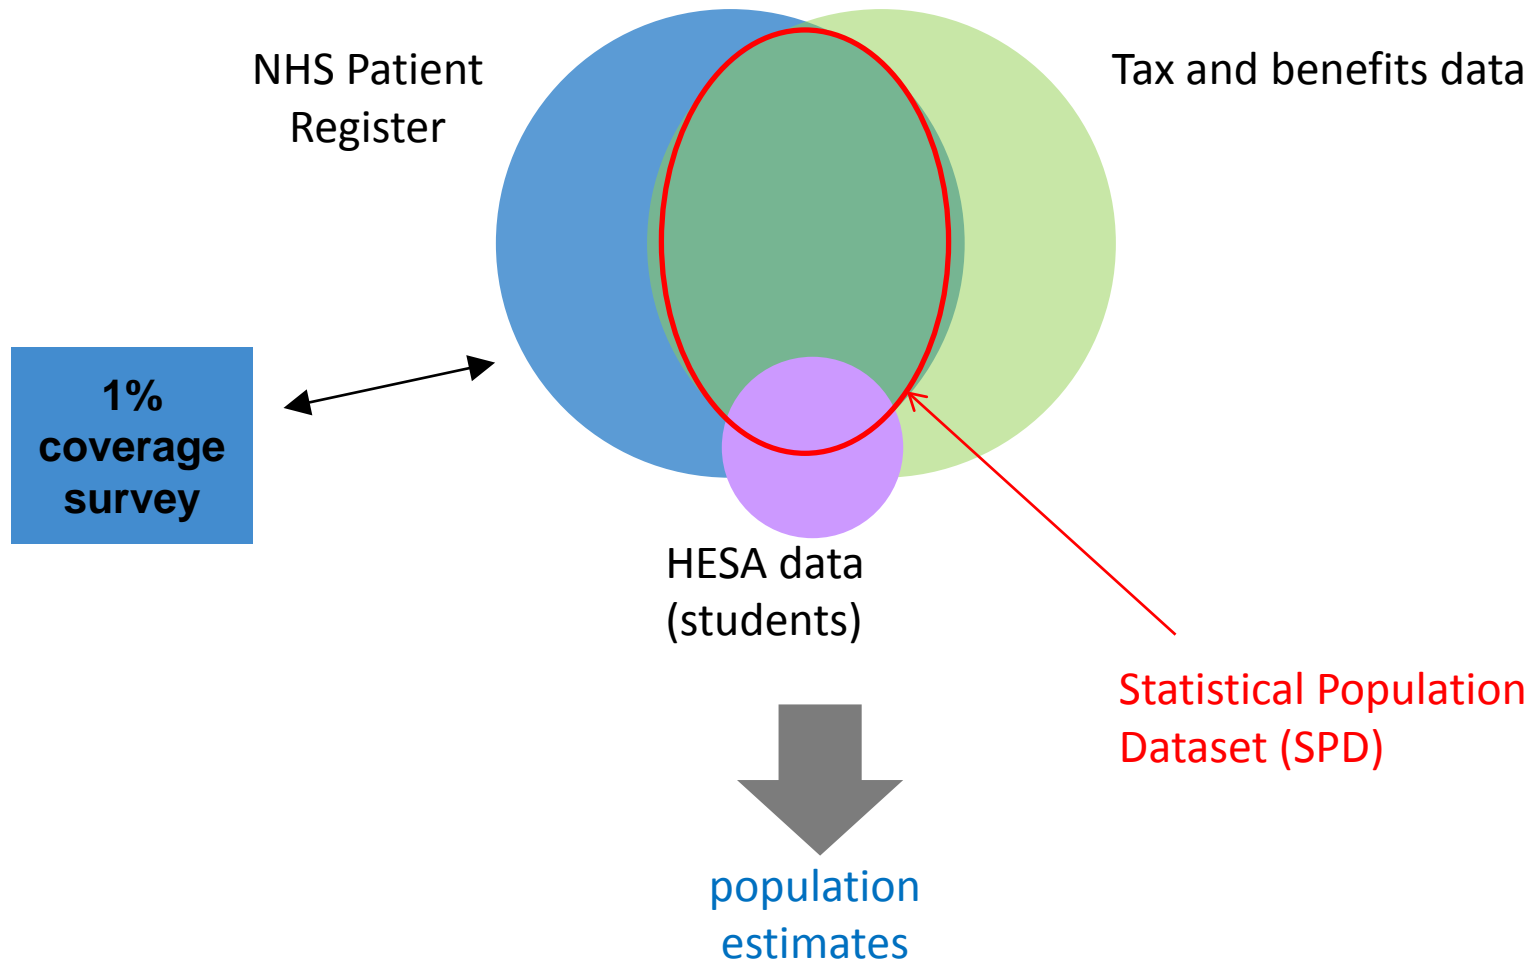 NHS Patient
Register
Tax and benefits data
1%
coverage
survey
HESA data
(students)
Statistical Population
Dataset (SPD)
population
estimates